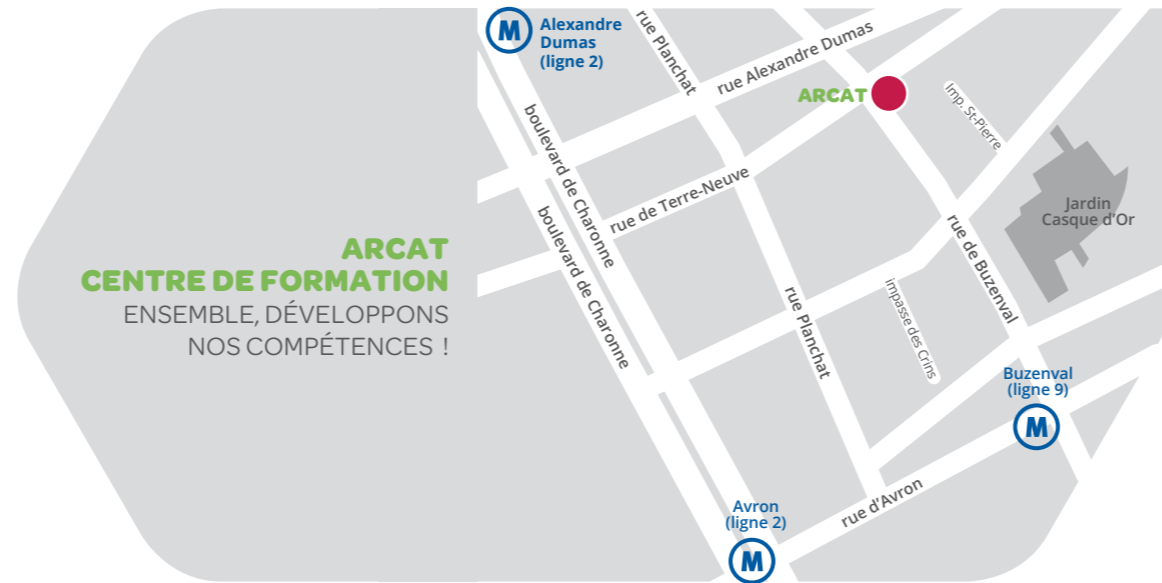 ARCAT
CENTRE DE FORMATION
ENSEMBLE, DÉVELOPPONS
NOS COMPÉTENCES !
M
Alexandre
Dumas
(ligne 2)
rue Planchat
rue Alexandre Dumas
ARCAT
Imp. St-Pierre
boulevard de Charonne
boulevard de Charonne
rue de Terre-Neuve
Jardin
Casque d'Or
rue de Buzenval
rue Planchat
impasse des Crins
Buzenval
(ligne 9)
M
rue d'Avron
Avron
(ligne 2)
M